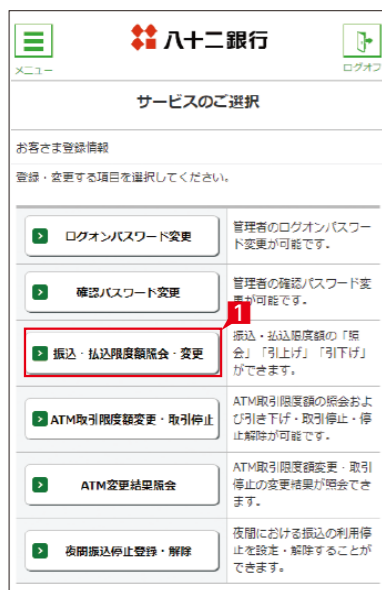 八十二銀行
メニュー
ログオフ
サービスのご選択
お客さま登録情報
登録・変更する項目を選択してください。
ログオンパスワード変更
管理者のログオンパスワー
ド変更が可能です。
確認パスワード変更
管理者の確認パスワード変
更が可能です。
1
振込・払込限度額照会・変更
振込・払込限度額の「照
会」「引上げ」「引下げ」
ができます。
ATM取引限度額変更・取引停止
ATM取引限度額の照会およ
び引き下げ・取引停止・停
止解除が可能です。
ATM変更結果照会
ATM取引限度額変更・取引
停止の変更結果が照会でき
ます。
夜間振込停止登録・解除
夜間における振込の利用停
止を設定・解除することが
できます。